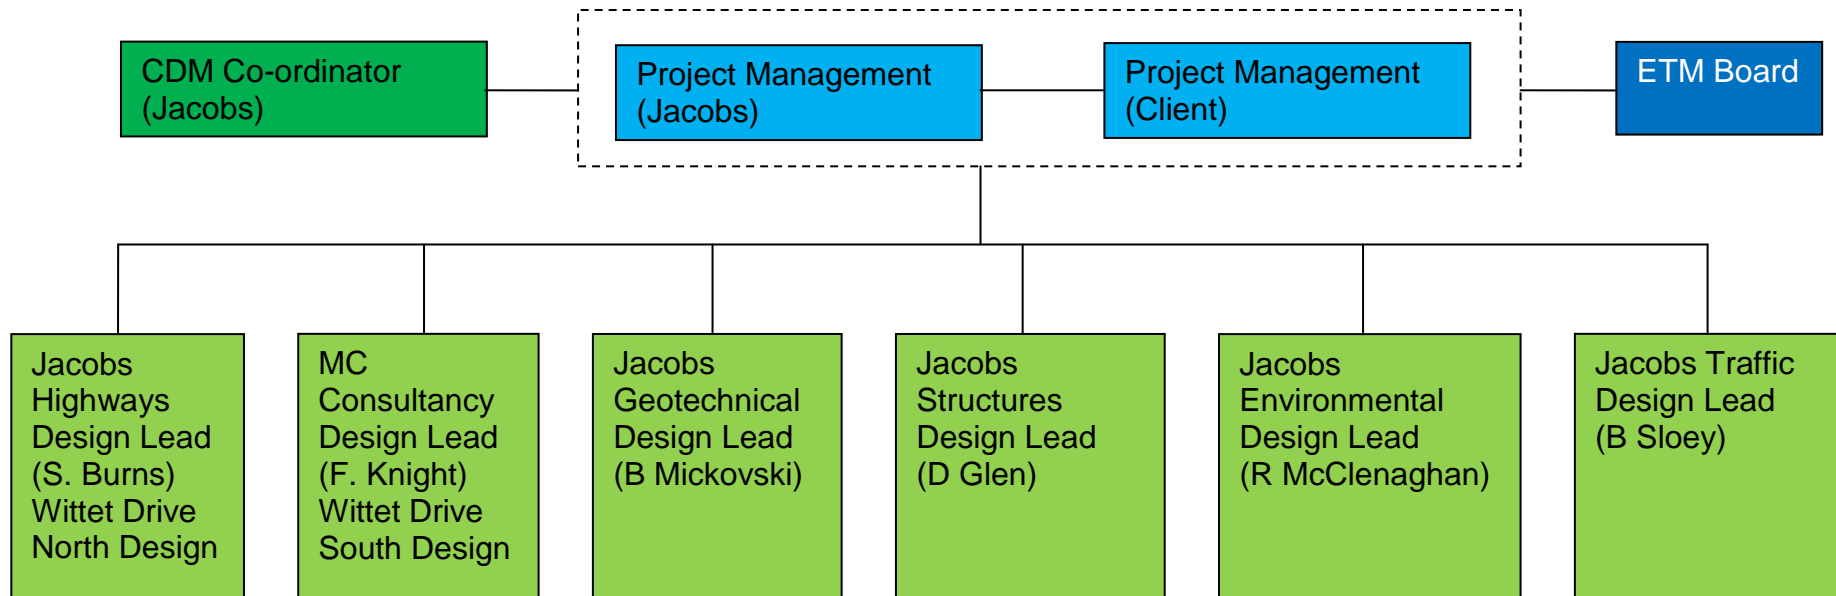 CDM Co-ordinator
(Jacobs)
Project Management
(Jacobs)
Project Management
(Client)
ETM Board
Jacobs
Highways
Design Lead
(S. Burns)
Wittet Drive
North Design
MC
Consultancy
Design Lead
(F. Knight)
Wittet Drive
South Design
Jacobs
Geotechnical
Design Lead
(B Mickovski)
Jacobs
Structures
Design Lead
(D Glen)
Jacobs
Environmental
Design Lead
(R McClenaghan)
Jacobs Traffic
Design Lead
(B Sloey)